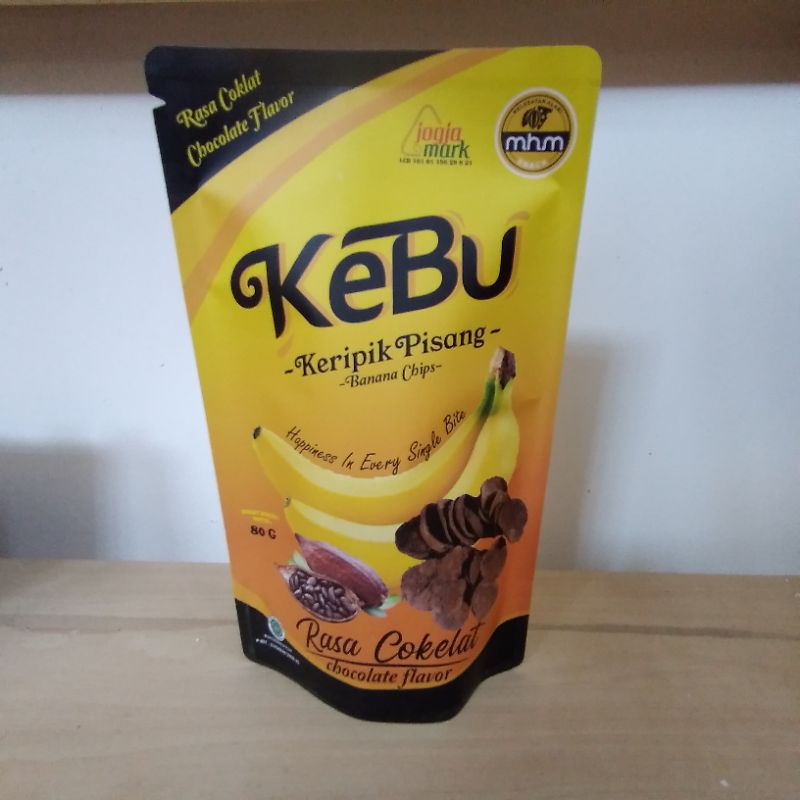 Rasa Coklat
Chocolate Flavor
jogja
mark
mhm
SNACK
KeBu
-Keripik Pisang-
-Banana Chips-
Happiness In Every Single Bite
80 G
Rasa Cokelat
chocolate flavor